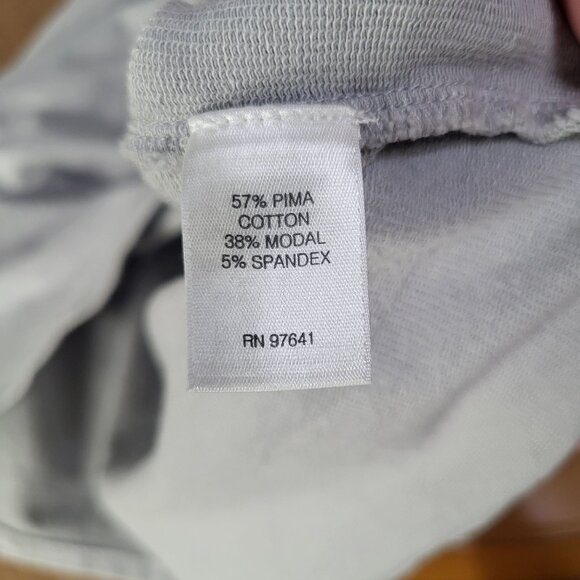 57% PIMA
COTTON
38% MODAL
5% SPANDEX
RN 97641